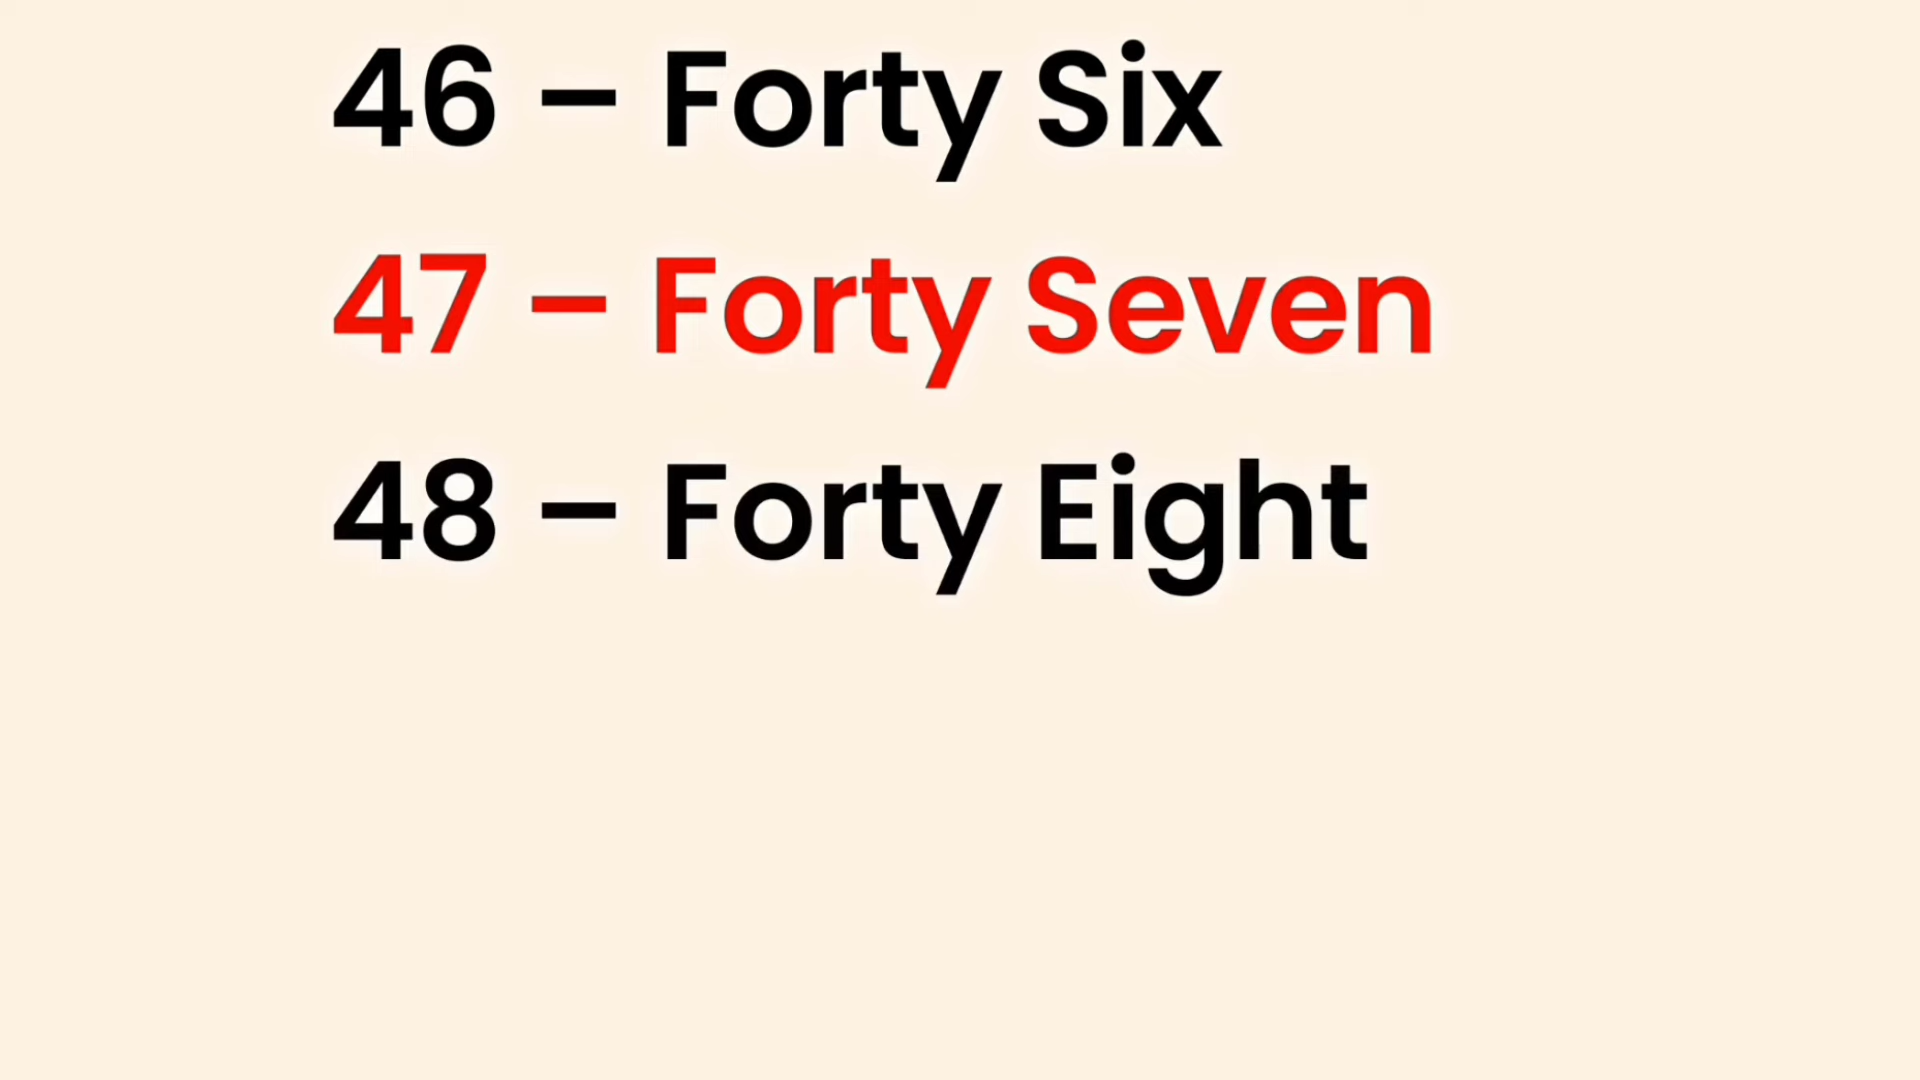 46 – Forty Six
47 – Forty Seven
48 – Forty Eight